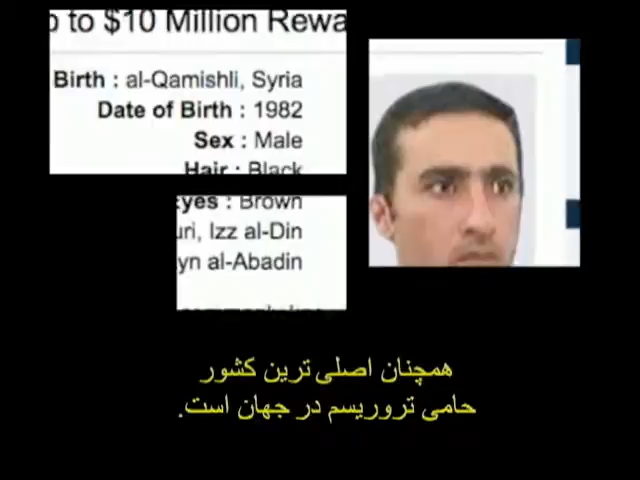 to $10 Million Rewa
Birth : al-Qamishli, Syria
Date of Birth : 1982
Sex : Male
Hair : Black
Eyes : Brown
uri, Izz al-Din
yn al-Abadin
همچنان اصلی ترین کشور
حامی تروریسم در جهان است.